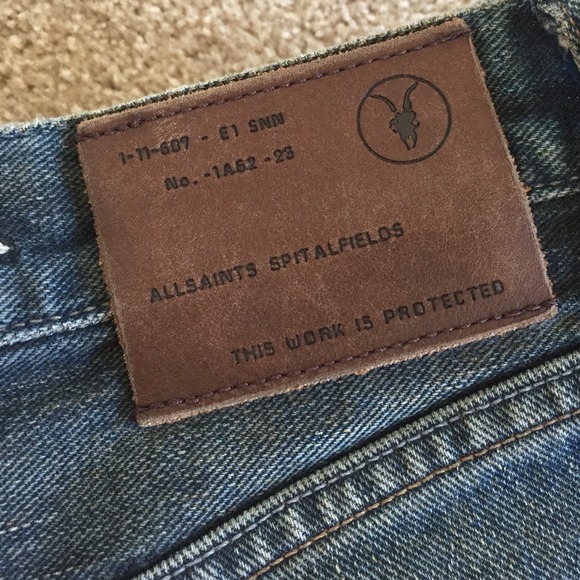 1-11-607 - E1 SNN
No. -1A62 -23
ALLSAINTS SPITALFIELDS
THIS WORK IS PROTECTED